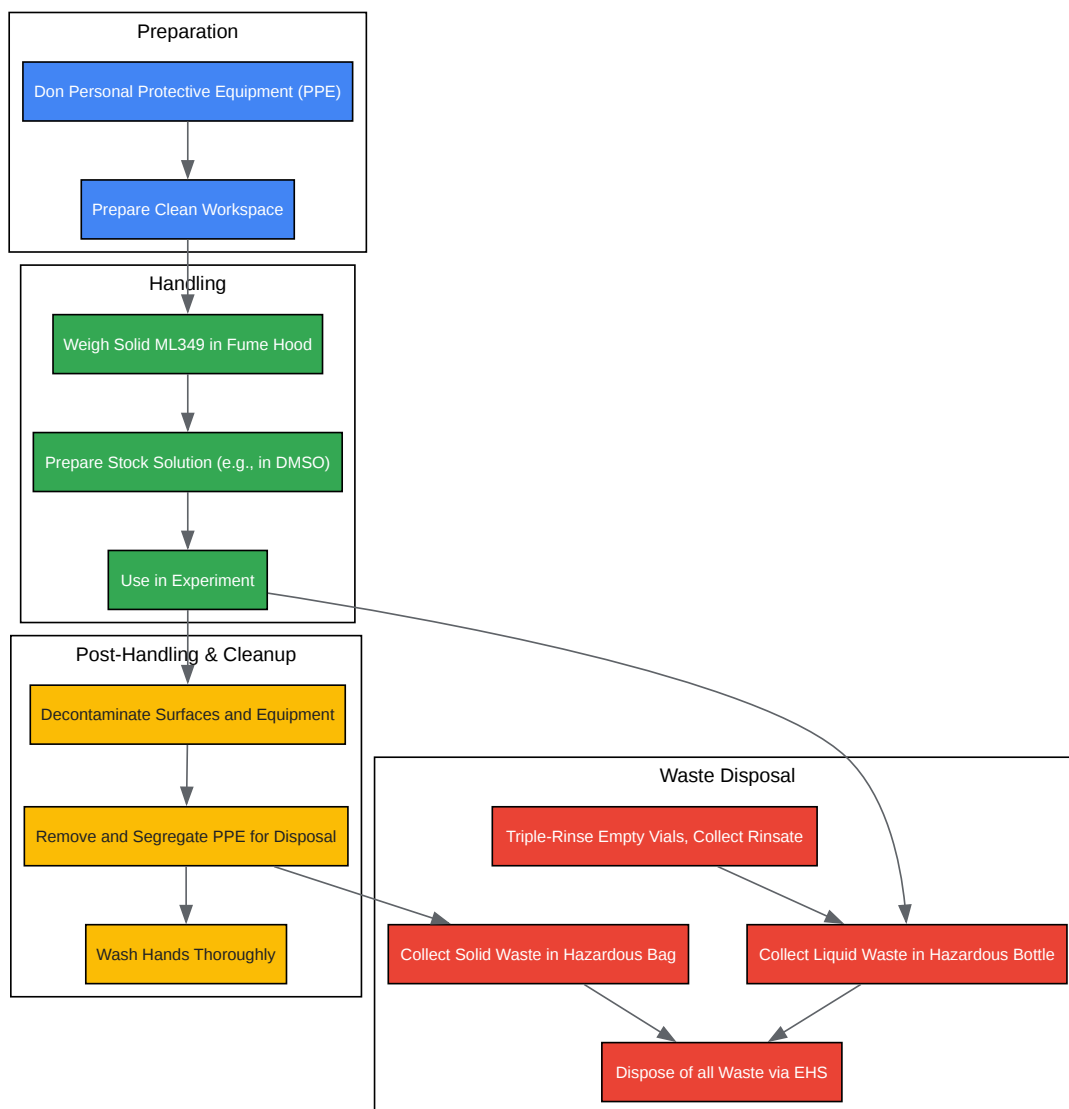 Preparation
Don Personal Protective Equipment (PPE)
Prepare Clean Workspace
Handling
Weigh Solid ML349 in Fume Hood
Prepare Stock Solution (e.g., in DMSO)
Use in Experiment
Post-Handling & Cleanup
Decontaminate Surfaces and Equipment
Remove and Segregate PPE for Disposal
Wash Hands Thoroughly
Waste Disposal
Triple-Rinse Empty Vials, Collect Rinsate
Collect Solid Waste in Hazardous Bag
Collect Liquid Waste in Hazardous Bottle
Dispose of all Waste via EHS